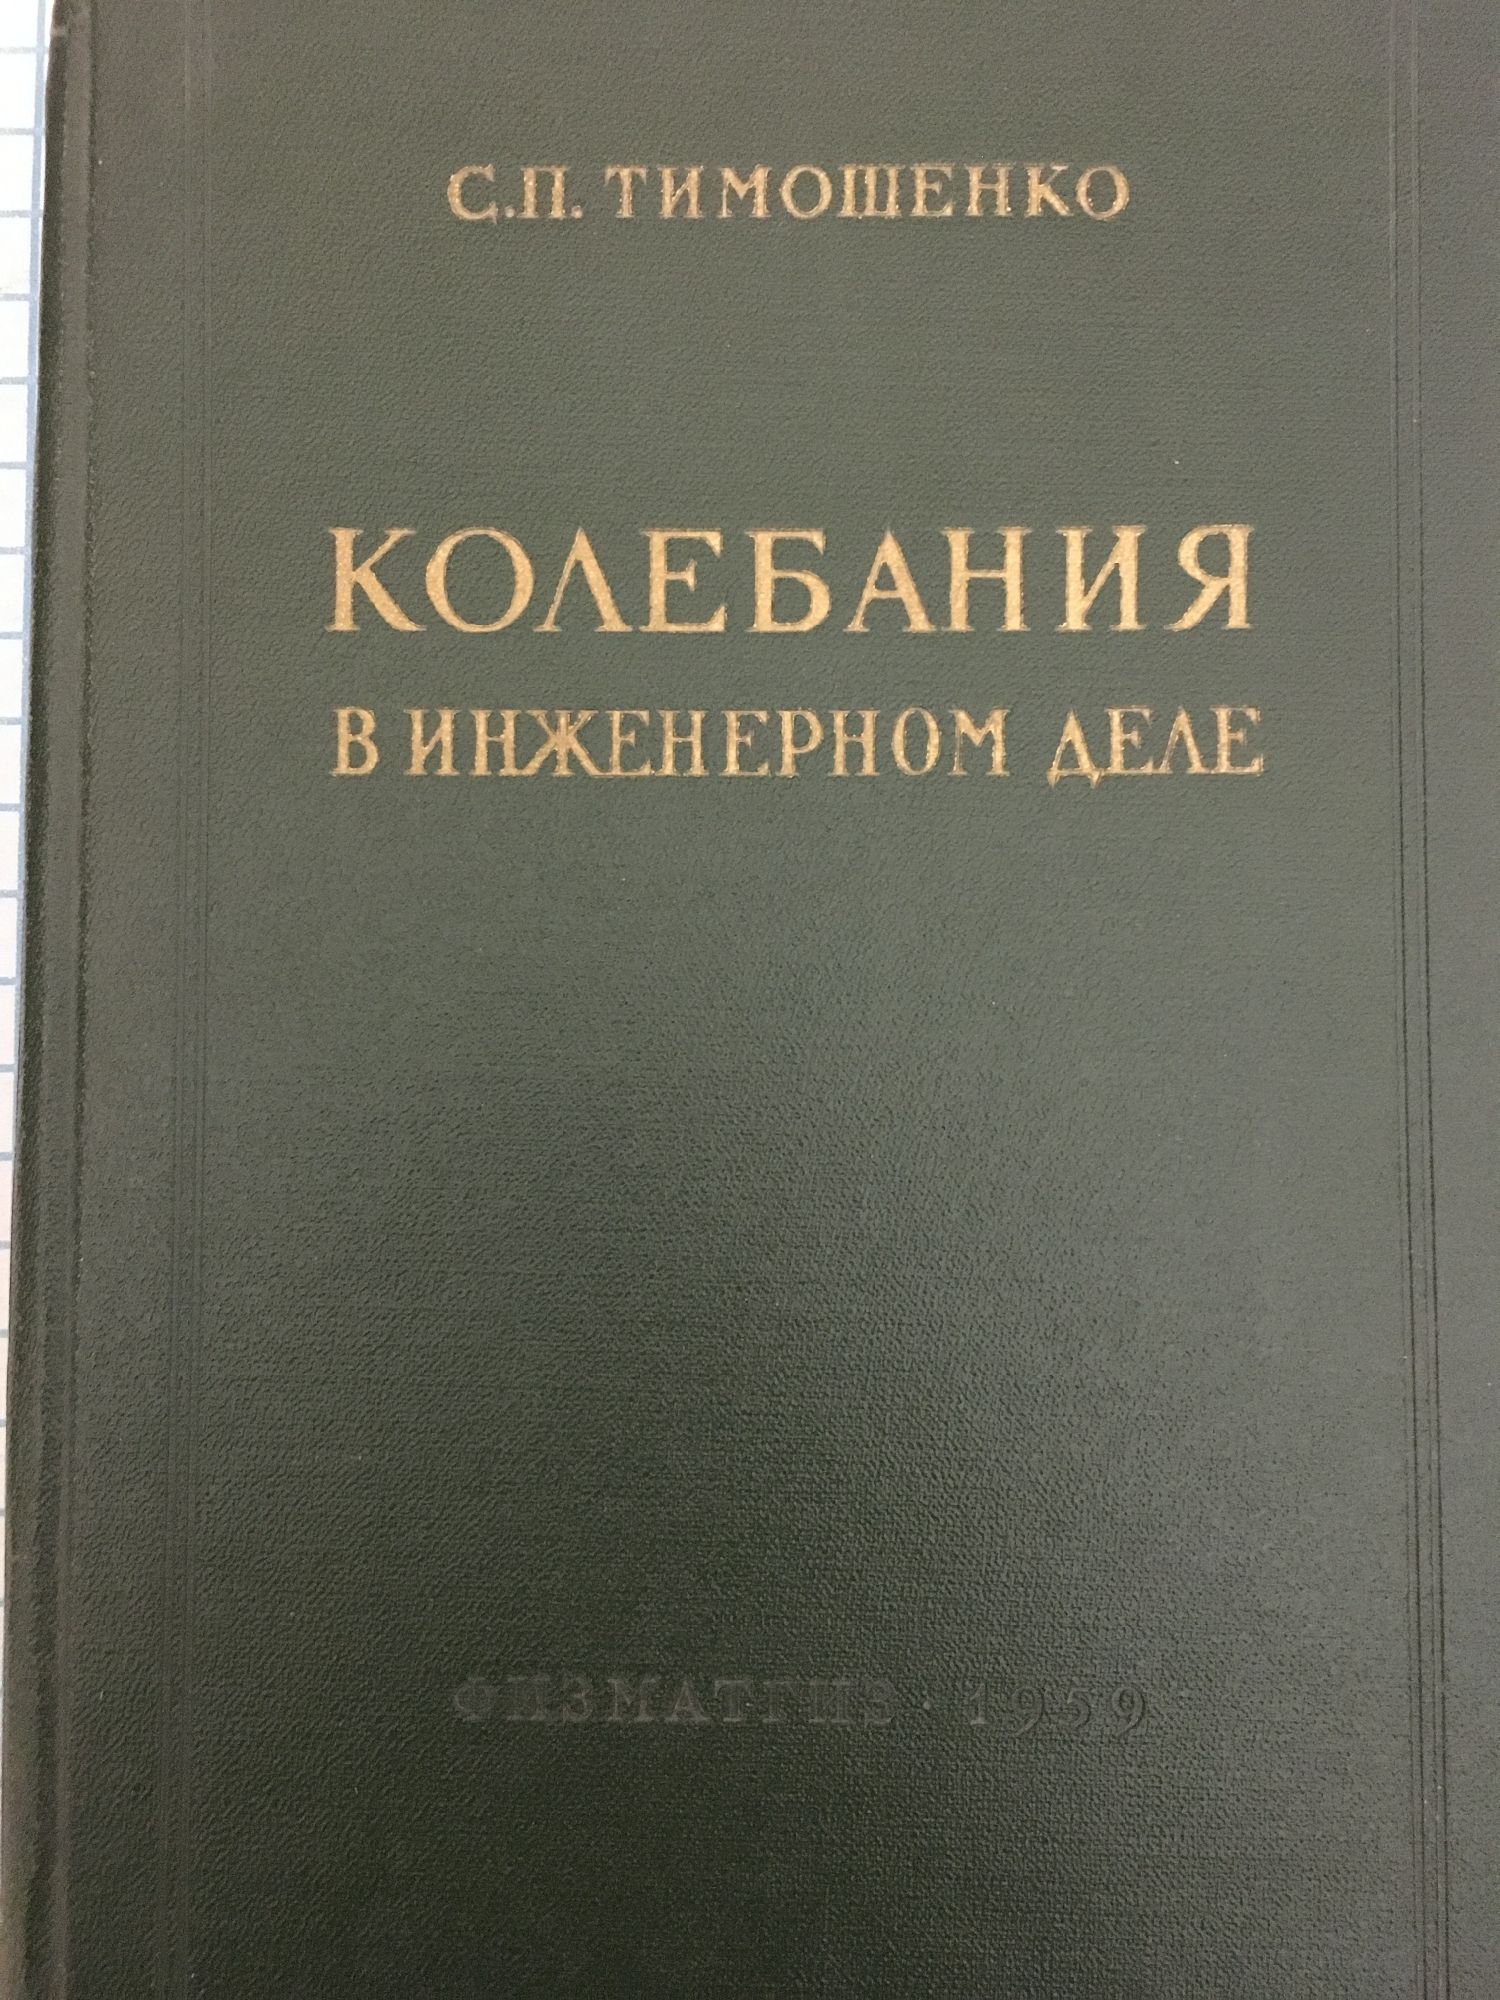 С.П. ТИМОШЕНКО
КОЛЕБАНИЯ
В ИНЖЕНЕРНОМ ДЕЛЕ
ФИЗМАТГИЗ · 1959